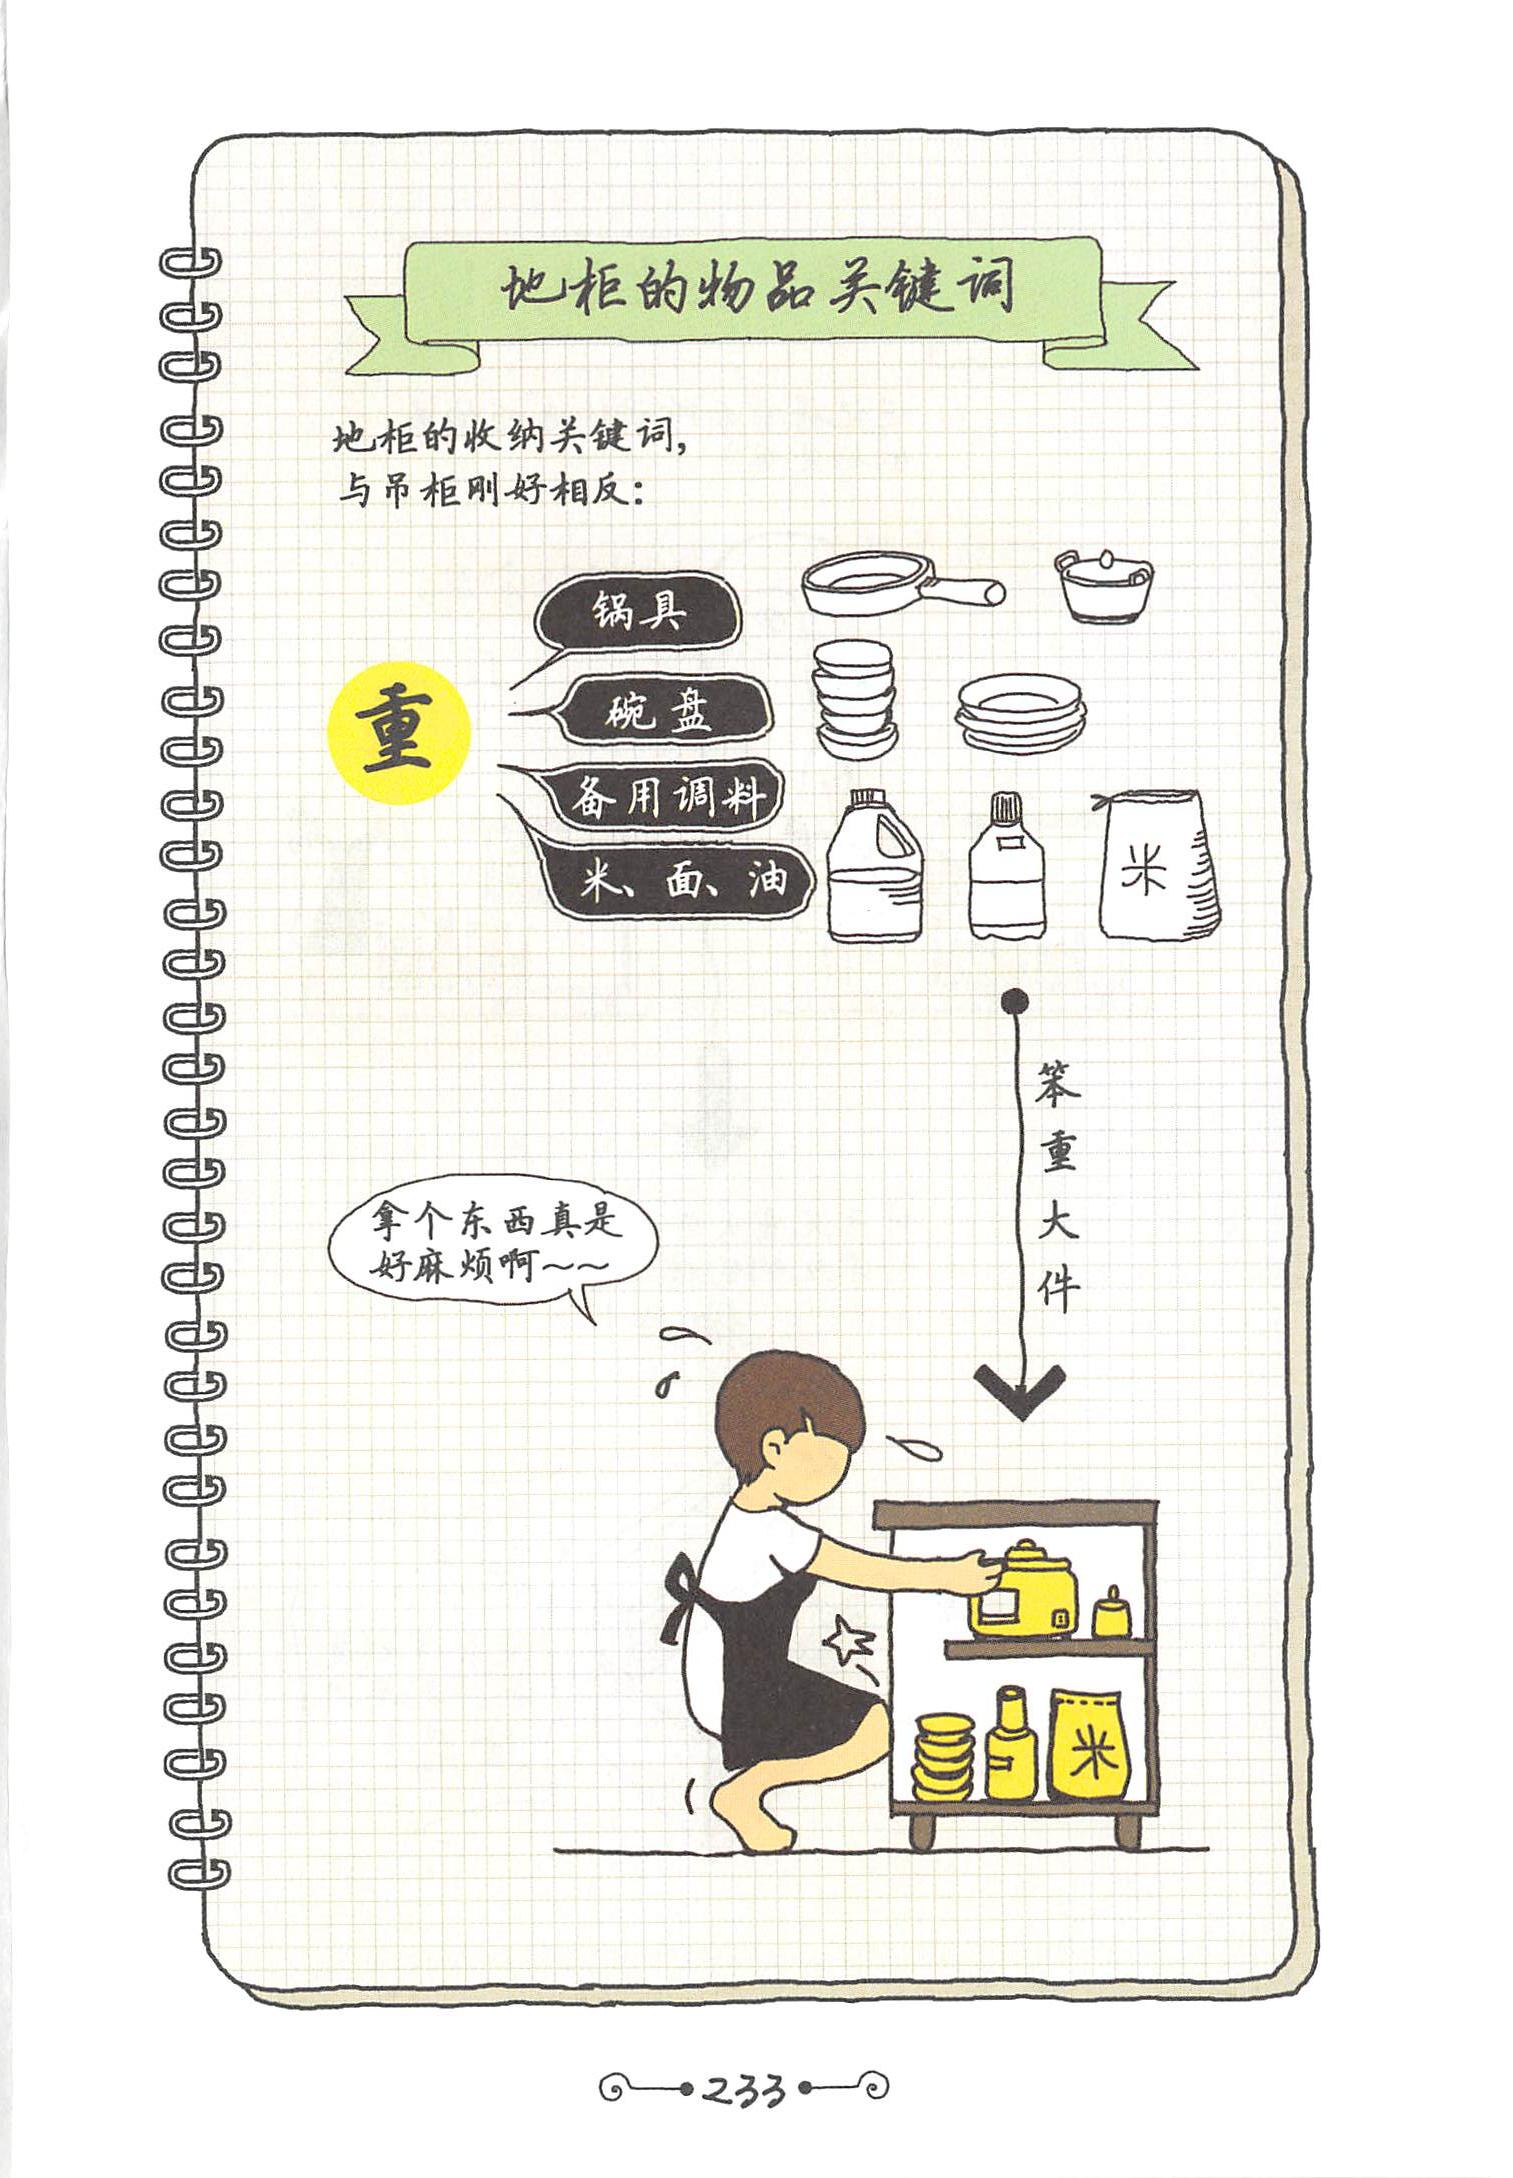 地柜的物品关键词
地柜的收纳关键词，
与吊柜刚好相反：
重
锅具
碗盘
备用调料
米、面、油
米
笨重大件
拿个东西真是
好麻烦啊～～
米
233